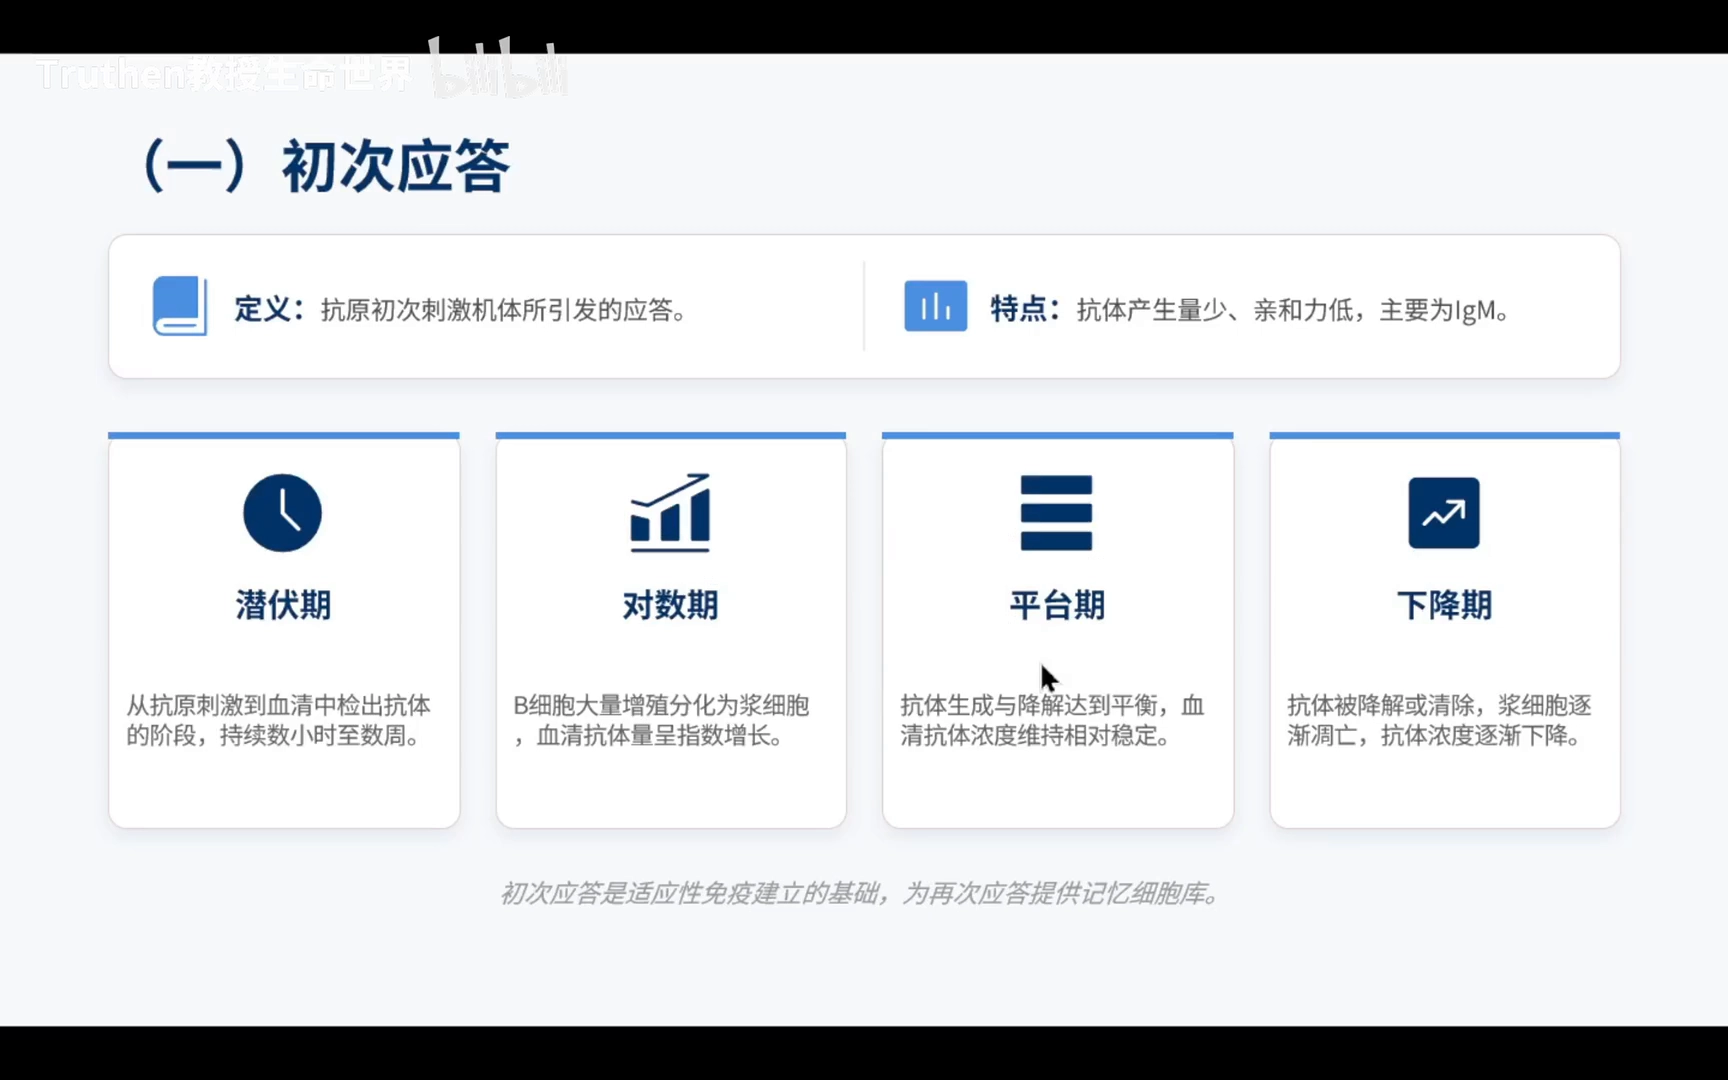 Truthen教授生命世界 bilibili
（一）初次应答
定义：抗原初次刺激机体所引发的应答。
特点：抗体产生量少、亲和力低，主要为IgM。
潜伏期
从抗原刺激到血清中检出抗体
的阶段，持续数小时至数周。
对数期
B细胞大量增殖分化为浆细胞
，血清抗体量呈指数增长。
平台期
抗体生成与降解达到平衡，血
清抗体浓度维持相对稳定。
下降期
抗体被降解或清除，浆细胞逐
渐凋亡，抗体浓度逐渐下降。
初次应答是适应性免疫建立的基础，为再次应答提供记忆细胞库。